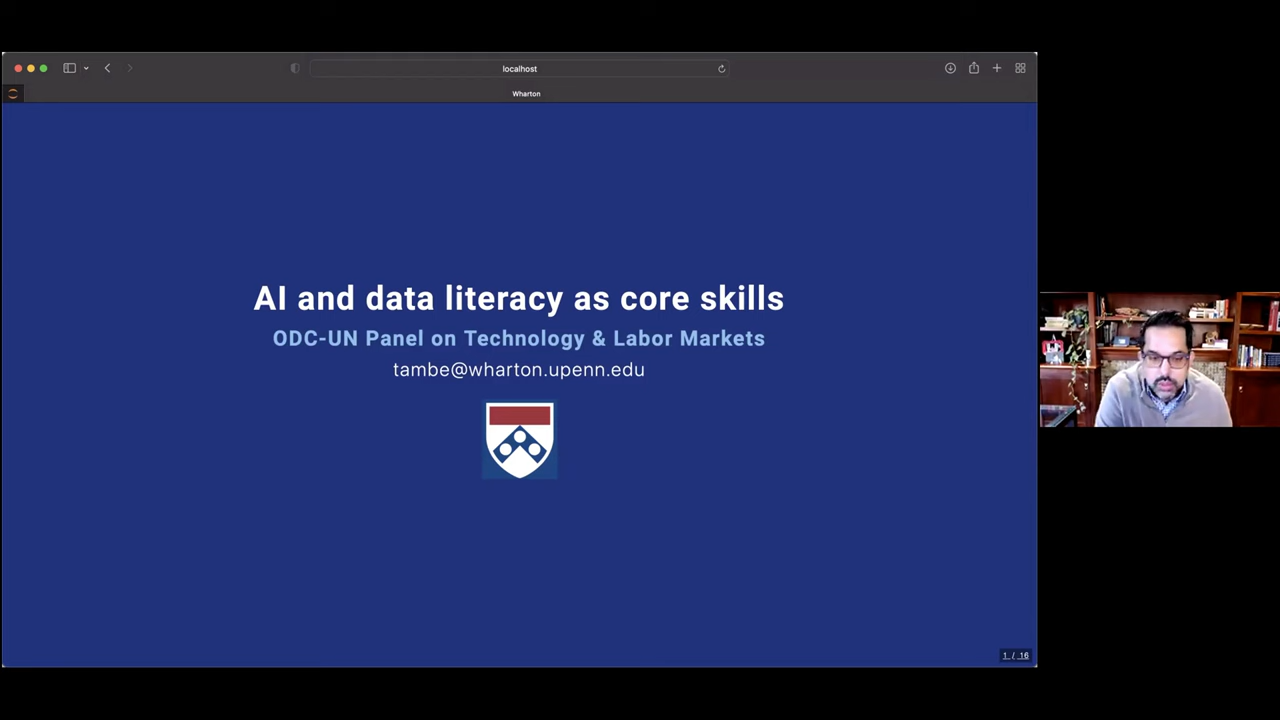 localhost
Wharton
AI and data literacy as core skills
ODC-UN Panel on Technology & Labor Markets
tambe@wharton.upenn.edu
1 / 16